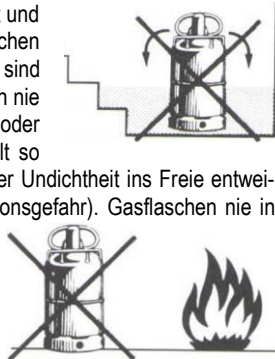 t und
chen
sind
n nie
oder
lt so
er Undichtheit ins Freie entwei-
onsgefahr). Gasflaschen nie in